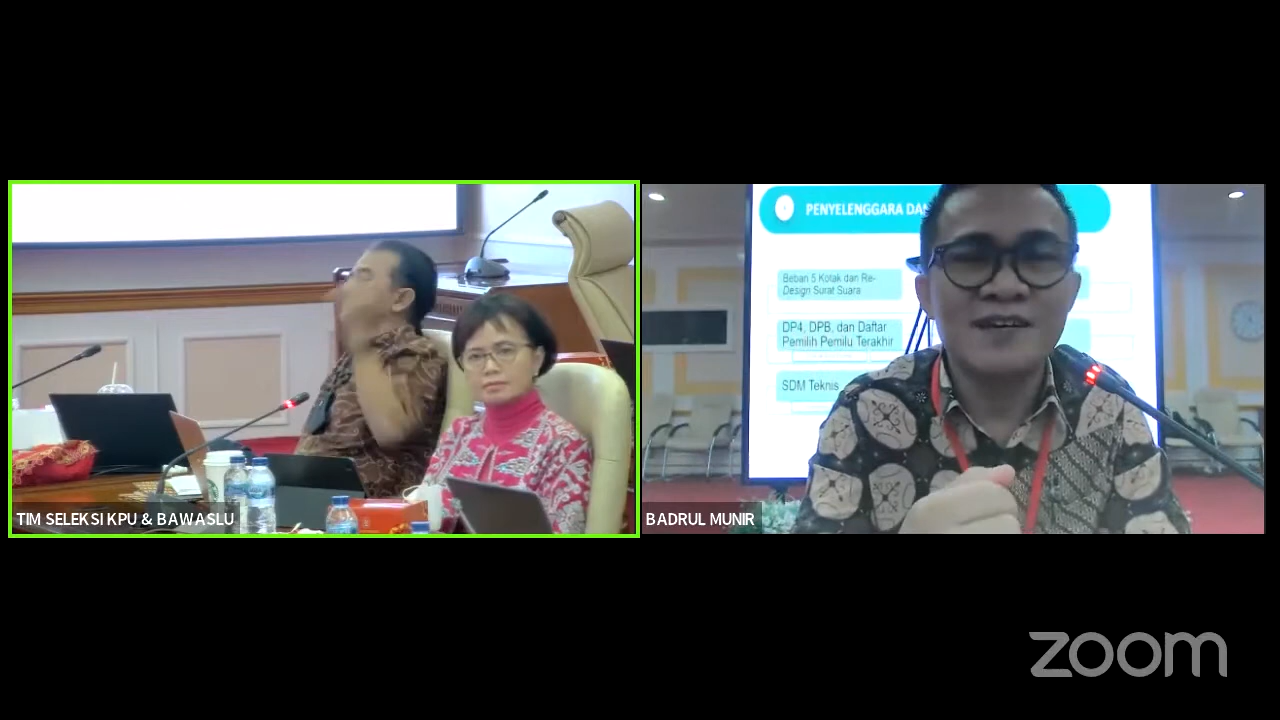 PENYELENGGARA DAN
Beban 5 Kotak dan Re-
Design Surat Suara
DP4, DPB, dan Daftar
Pemilih Pemilu Terakhir
SDM Teknis
TIM SELEKSI KPU & BAWASLU
BADRUL MUNIR
zoom